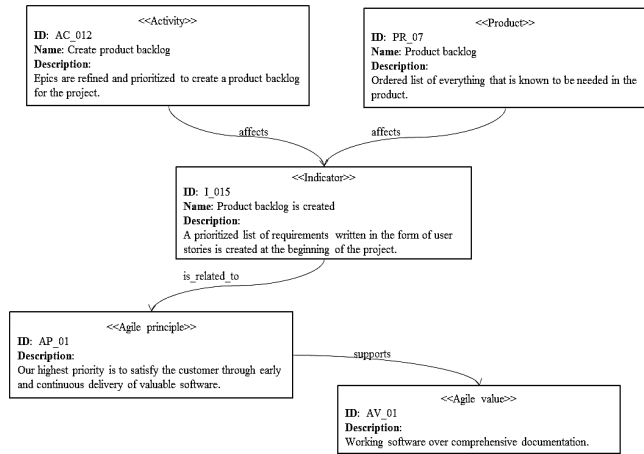 <<Activity>>
ID: AC_012
Name: Create product backlog
Description:
Epics are refined and prioritized to create a product backlog
for the project.
<<Product>>
ID: PR_07
Name: Product backlog
Description:
Ordered list of everything that is known to be needed in the
product.
affects
affects
<<Indicator>>
ID: I_015
Name: Product backlog is created
Description:
A prioritized list of requirements written in the form of user
stories is created at the beginning of the project.
is_related_to
<<Agile principle>>
ID: AP_01
Description:
Our highest priority is to satisfy the customer through early
and continuous delivery of valuable software.
supports
<<Agile value>>
ID: AV_01
Description:
Working software over comprehensive documentation.